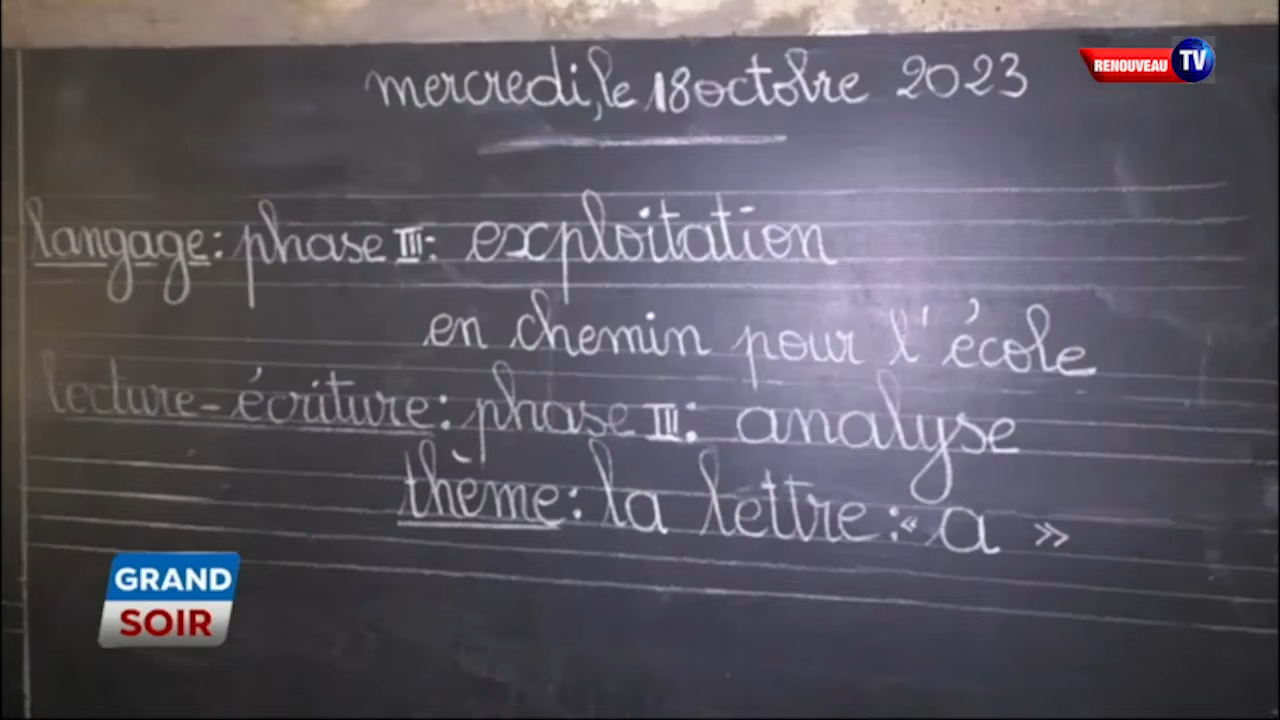 mercredi, le 18 octobre 2023
RENOUVEAU TV
langage : phase III : exploitation
en chemin pour l'école
lecture-écriture : phase III : analyse
thème : la lettre : « a »
GRAND
SOIR